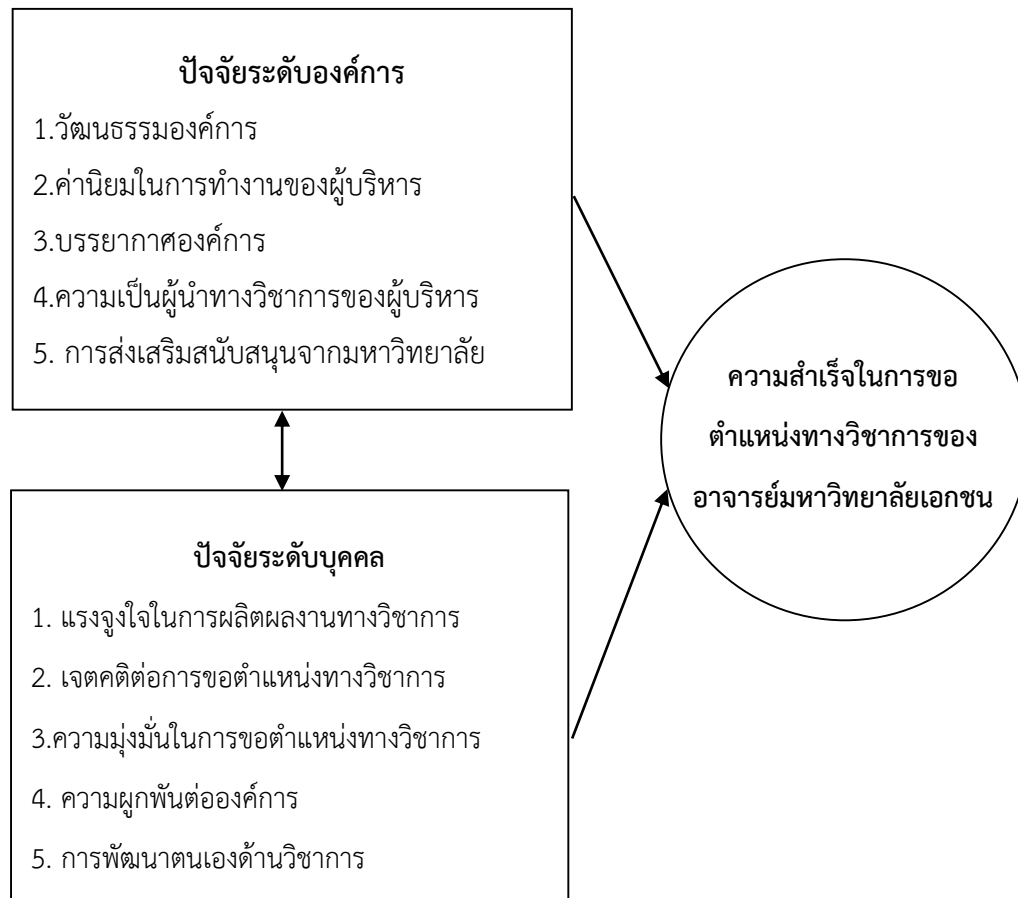 ปัจจัยระดับองค์การ
1.วัฒนธรรมองค์การ
2.ค่านิยมในการทำงานของผู้บริหาร
3.บรรยากาศองค์การ
4.ความเป็นผู้นำทางวิชาการของผู้บริหาร
5. การส่งเสริมสนับสนุนจากมหาวิทยาลัย
ความสำเร็จในการขอ
ตำแหน่งทางวิชาการของ
อาจารย์มหาวิทยาลัยเอกชน
ปัจจัยระดับบุคคล
1. แรงจูงใจในการผลิตผลงานทางวิชาการ
2. เจตคติต่อการขอตำแหน่งทางวิชาการ
3.ความมุ่งมั่นในการขอตำแหน่งทางวิชาการ
4. ความผูกพันต่อองค์การ
5. การพัฒนาตนเองด้านวิชาการ